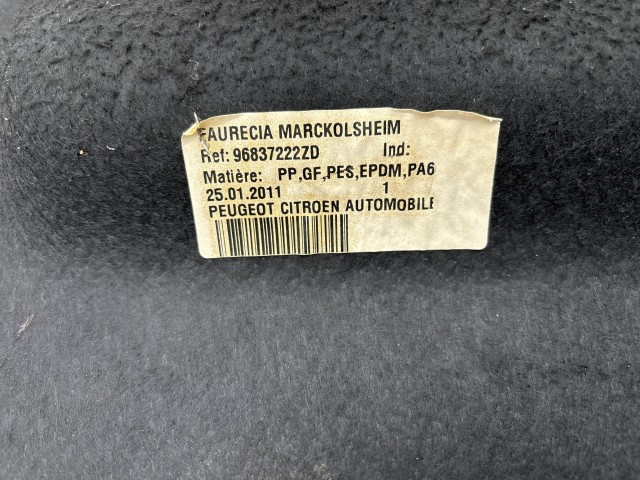 FAURECIA MARCKOLSHEIM
Ref: 96837222ZD Ind:
Matière: PP,GF,PES,EPDM,PA6
25.01.2011 1
PEUGEOT CITROEN AUTOMOBILE